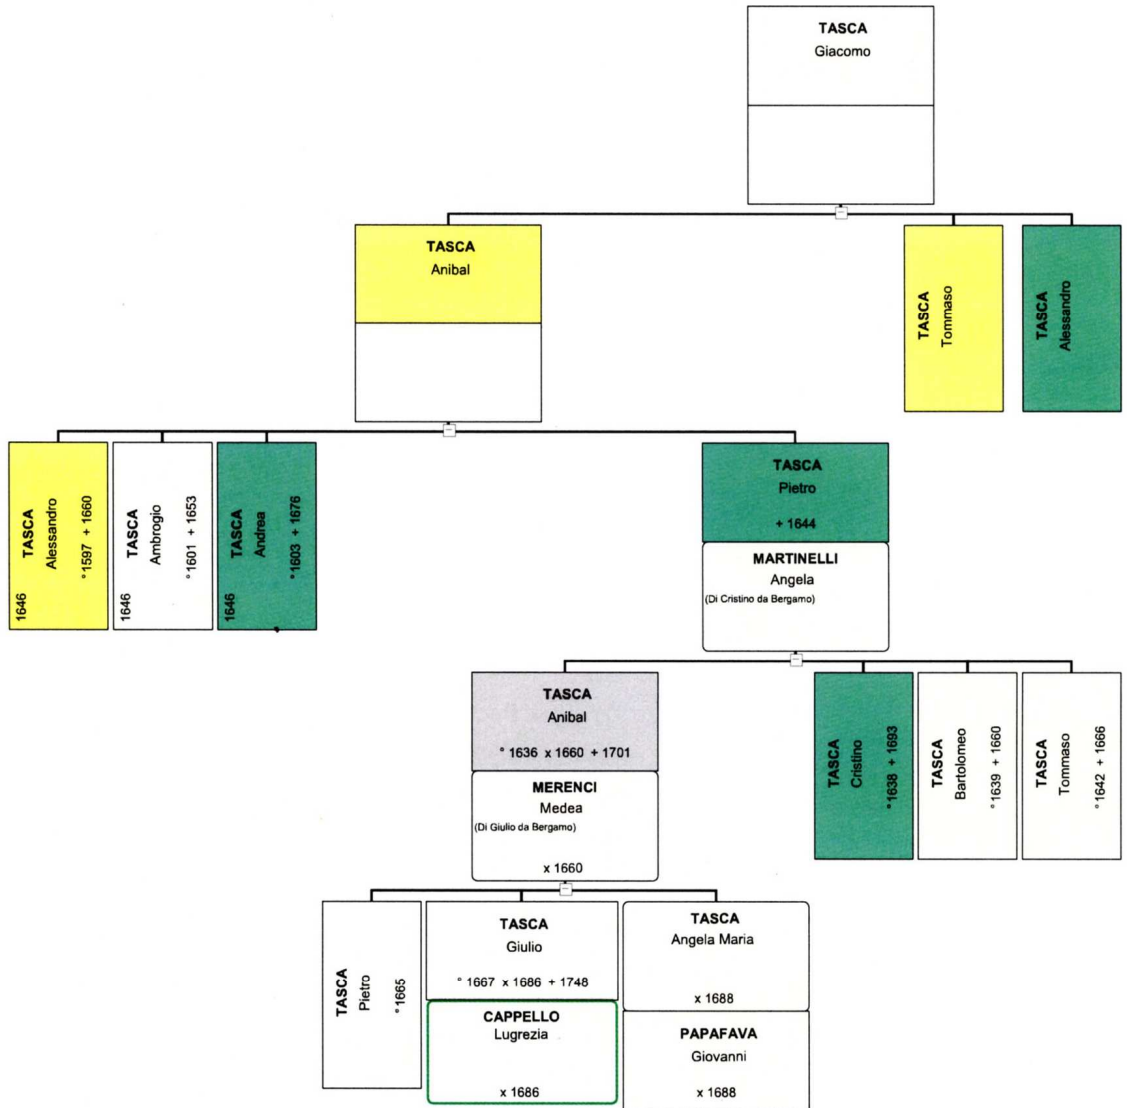 TASCA
Giacomo
TASCA
Anibal
TASCA
Tommaso
TASCA
Alessandro
TASCA
Alessandro
°1597 + 1660
1646
TASCA
Ambrogio
°1601 + 1653
1646
TASCA
Andrea
°1603 + 1676
1646
TASCA
Pietro
+ 1644
MARTINELLI
Angela
(Di Cristino da Bergamo)
TASCA
Anibal
° 1636 x 1660 + 1701
MERENCI
Medea
(Di Giulio da Bergamo)
x 1660
TASCA
Cristino
°1638 + 1693
TASCA
Bartolomeo
°1639 + 1660
TASCA
Tommaso
°1642 + 1666
TASCA
Pietro
°1665
TASCA
Giulio
° 1667 x 1686 + 1748
CAPPELLO
Lugrezia
x 1686
TASCA
Angela Maria
x 1688
PAPAFAVA
Giovanni
x 1688